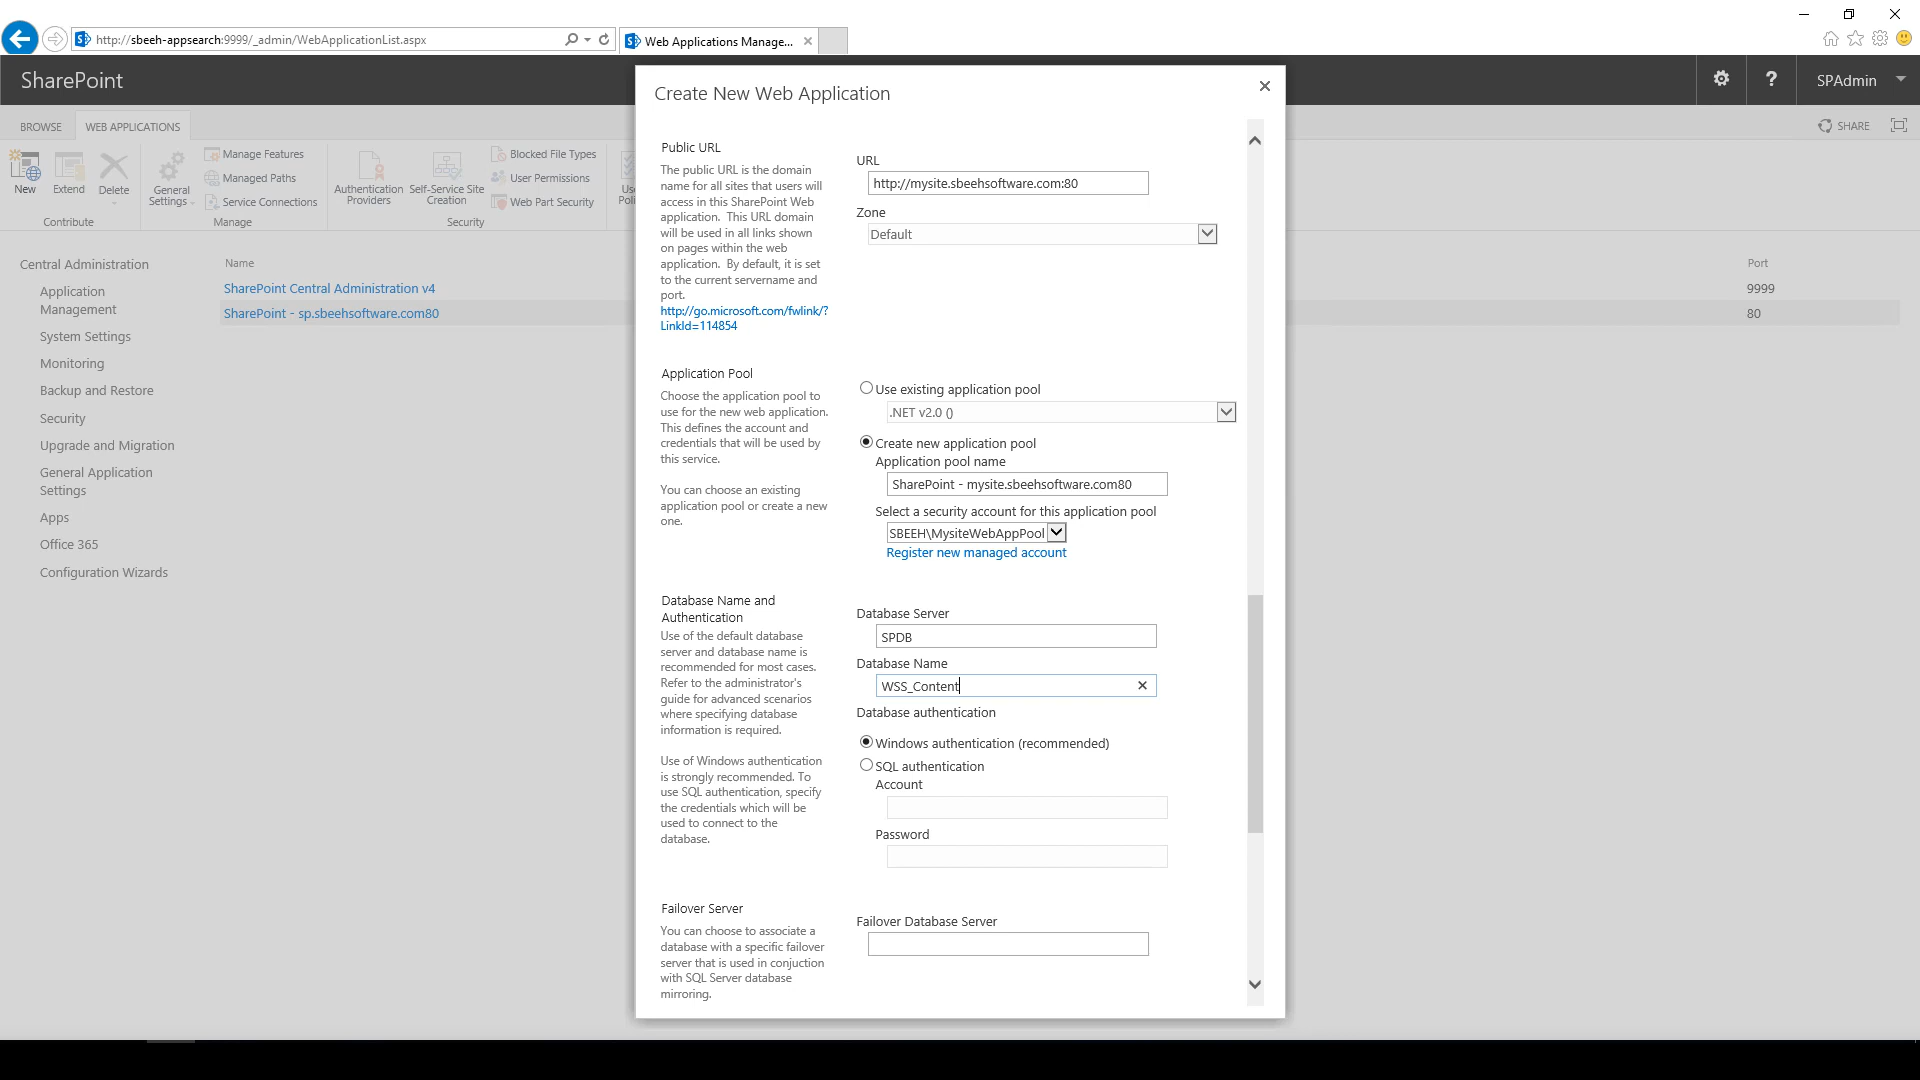 http://sbeeh-appsearch:9999/_admin/WebApplicationList.aspx
Web Applications Manage...
SharePoint
SPAdmin
BROWSE
WEB APPLICATIONS
SHARE
New
Extend
Delete
General Settings
Manage Features
Managed Paths
Service Connections
Authentication Providers
Self-Service Site Creation
Blocked File Types
User Permissions
Web Part Security
Contribute
Manage
Security
Central Administration
Application Management
System Settings
Monitoring
Backup and Restore
Security
Upgrade and Migration
General Application Settings
Apps
Office 365
Configuration Wizards
Name
Port
SharePoint Central Administration v4
9999
SharePoint - sp.sbeehsoftware.com80
80
Create New Web Application
Public URL
The public URL is the domain
name for all sites that users will
access in this SharePoint Web
application. This URL domain
will be used in all links shown
on pages within the web
application. By default, it is set
to the current servername and
port.
http://go.microsoft.com/fwlink/?
LinkId=114854
URL
http://mysite.sbeehsoftware.com:80
Zone
Default
Application Pool
Choose the application pool to
use for the new web application.
This defines the account and
credentials that will be used by
this service.
You can choose an existing
application pool or create a new
one.
Use existing application pool
.NET v2.0 ()
Create new application pool
Application pool name
SharePoint - mysite.sbeehsoftware.com80
Select a security account for this application pool
SBEEH\MysiteWebAppPool
Register new managed account
Database Name and
Authentication
Use of the default database
server and database name is
recommended for most cases.
Refer to the administrator's
guide for advanced scenarios
where specifying database
information is required.
Use of Windows authentication
is strongly recommended. To
use SQL authentication, specify
the credentials which will be
used to connect to the
database.
Database Server
SPDB
Database Name
WSS_Content
Database authentication
Windows authentication (recommended)
SQL authentication
Account
Password
Failover Server
You can choose to associate a
database with a specific failover
server that is used in conjuction
with SQL Server database
mirroring.
Failover Database Server